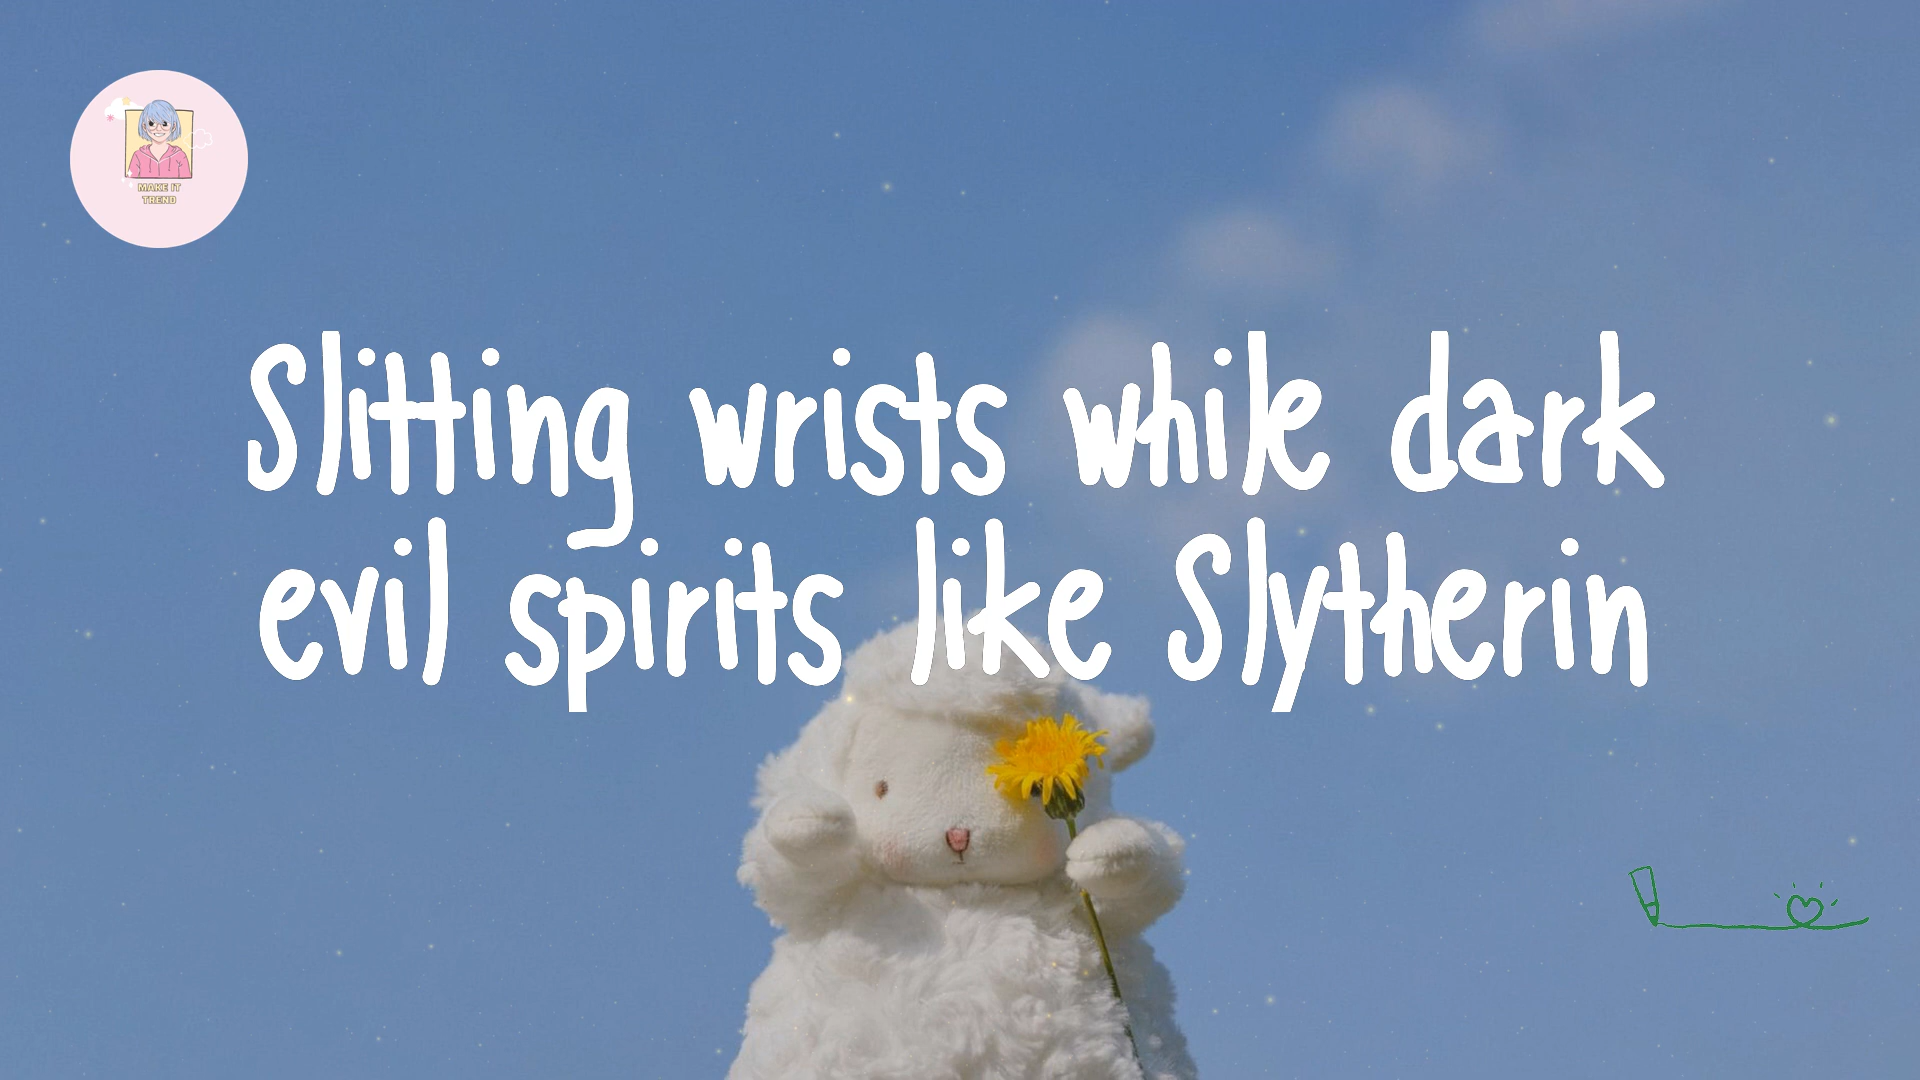 MAKE IT
TREND
Slitting wrists while dark
evil spirits like Slytherin